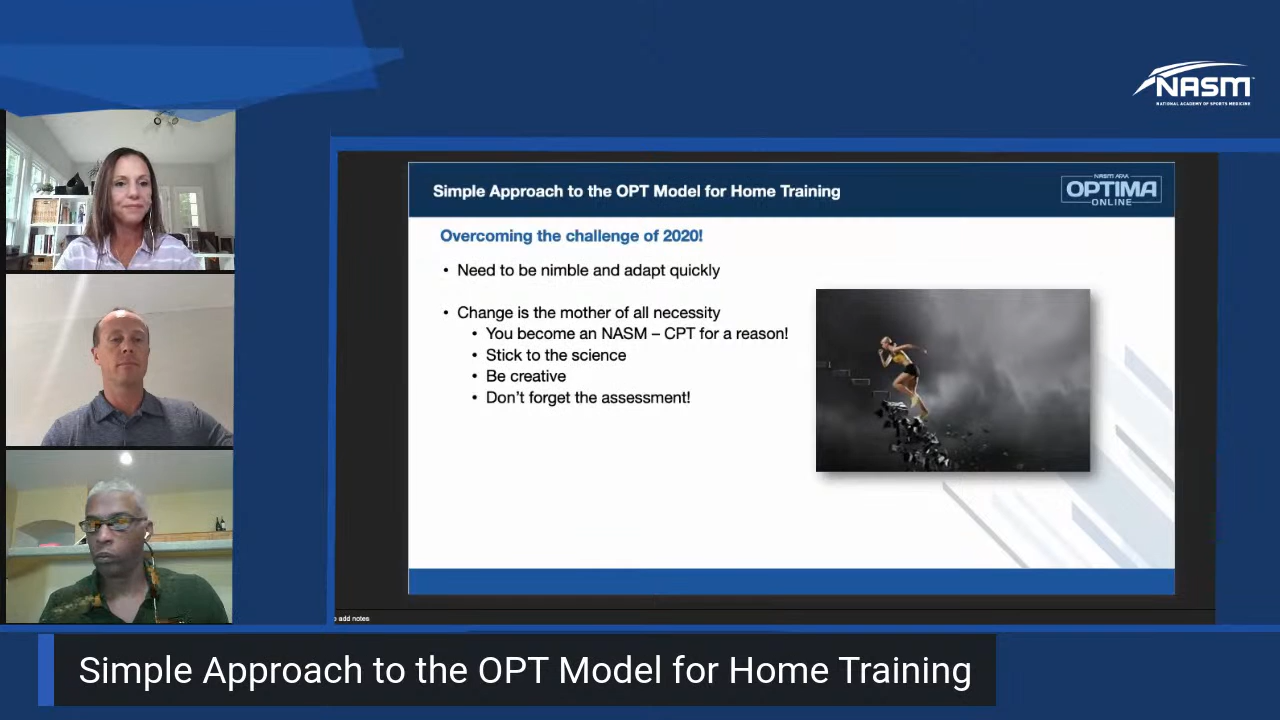 NASM
NATIONAL ACADEMY OF SPORTS MEDICINE
Simple Approach to the OPT Model for Home Training
NASM AFAA
OPTIMA
ONLINE
Overcoming the challenge of 2020!
• Need to be nimble and adapt quickly
• Change is the mother of all necessity
• You become an NASM – CPT for a reason!
• Stick to the science
• Be creative
• Don't forget the assessment!
add notes
Simple Approach to the OPT Model for Home Training